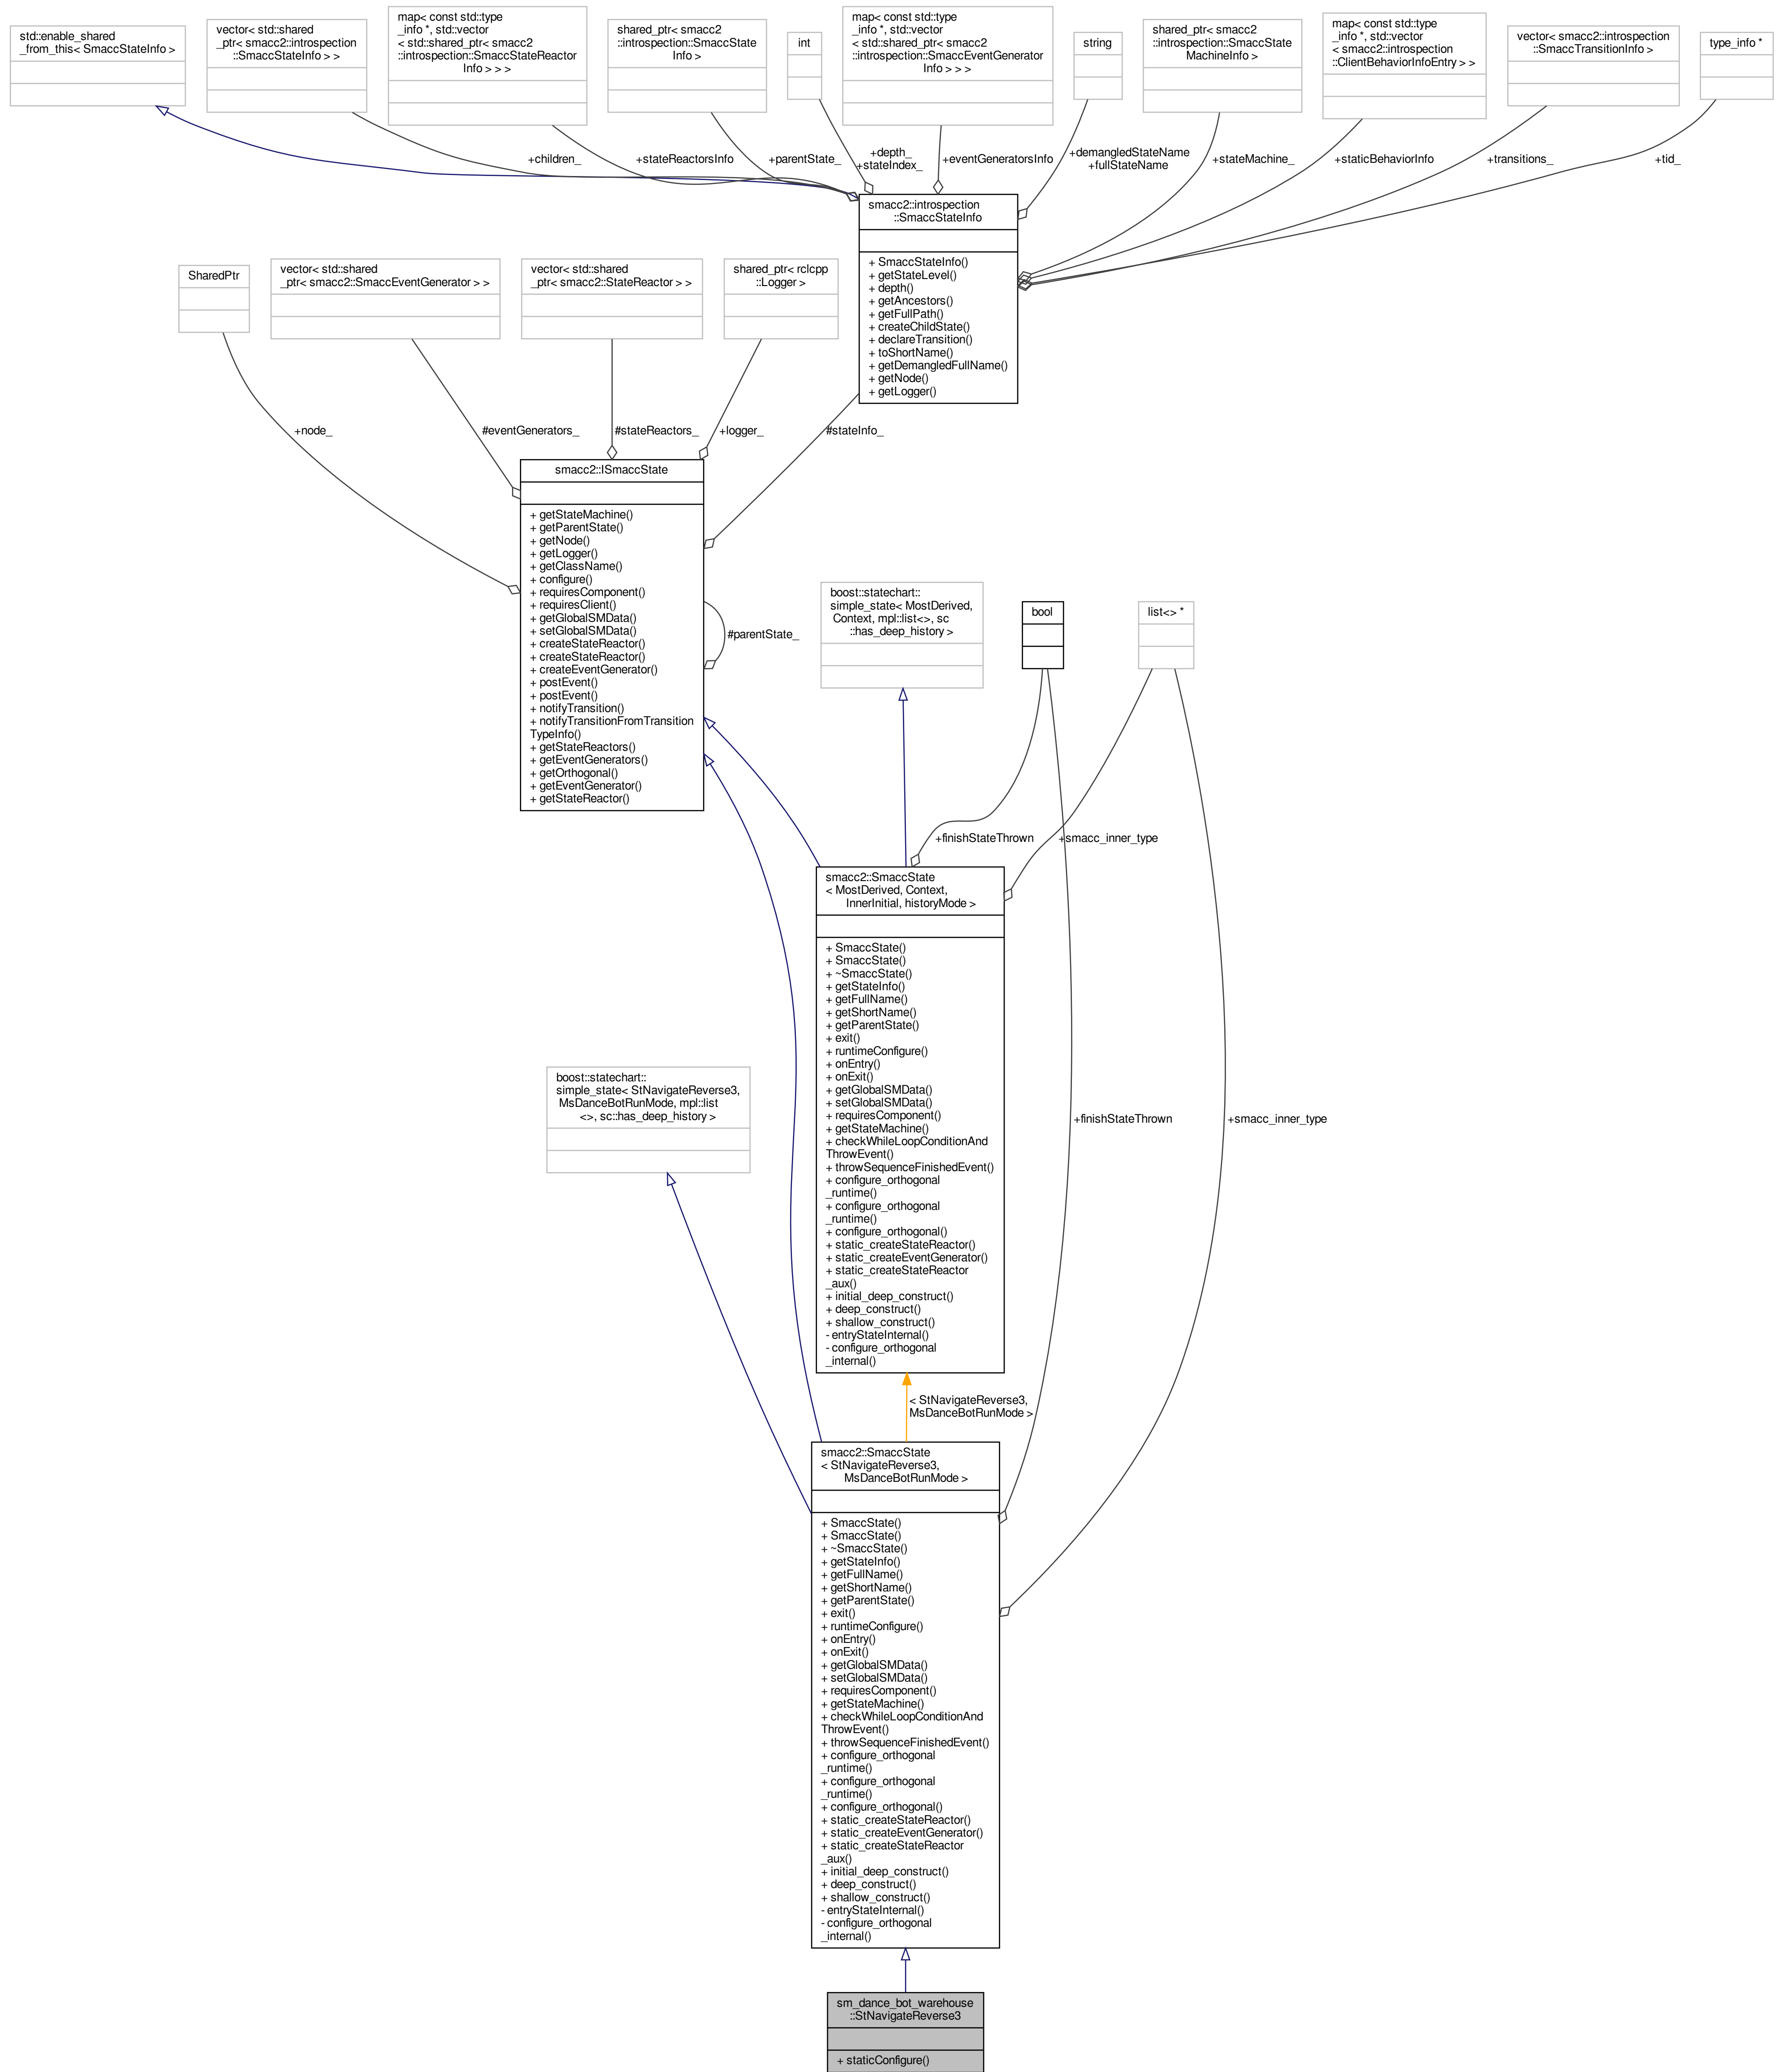 std::enable_shared
_from_this< SmaccStateInfo >
vector< std::shared
_ptr< smacc2::introspection
::SmaccStateInfo > >
map< const std::type
_info *, std::vector
< std::shared_ptr< smacc2
::introspection::SmaccStateReactor
Info > > >
shared_ptr< smacc2
::introspection::SmaccState
Info >
int
map< const std::type
_info *, std::vector
< std::shared_ptr< smacc2
::introspection::SmaccEventGenerator
Info > > >
string
shared_ptr< smacc2
::introspection::SmaccState
MachineInfo >
map< const std::type
_info *, std::vector
< smacc2::introspection
::ClientBehaviorInfoEntry > >
vector< smacc2::introspection
::SmaccTransitionInfo >
type_info *
+children_
+stateReactorsInfo
+parentState_
+depth_
+stateIndex_
+eventGeneratorsInfo
+demangledStateName
+fullStateName
+stateMachine_
+staticBehaviorInfo
+transitions_
+tid_
smacc2::introspection
::SmaccStateInfo
+ SmaccStateInfo()
+ getStateLevel()
+ depth()
+ getAncestors()
+ getFullPath()
+ createChildState()
+ declareTransition()
+ toShortName()
+ getDemangledFullName()
+ getNode()
+ getLogger()
SharedPtr
vector< std::shared
_ptr< smacc2::SmaccEventGenerator > >
vector< std::shared
_ptr< smacc2::StateReactor > >
shared_ptr< rclcpp
::Logger >
+node_
#eventGenerators_
#stateReactors_
+logger_
#stateInfo_
smacc2::ISmaccState
+ getStateMachine()
+ getParentState()
+ getNode()
+ getLogger()
+ getClassName()
+ configure()
+ requiresComponent()
+ requiresClient()
+ getGlobalSMData()
+ setGlobalSMData()
+ createStateReactor()
+ createStateReactor()
+ createEventGenerator()
+ postEvent()
+ postEvent()
+ notifyTransition()
+ notifyTransitionFromTransition
TypeInfo()
+ getStateReactors()
+ getEventGenerators()
+ getOrthogonal()
+ getEventGenerator()
+ getStateReactor()
#parentState_
boost::statechart::
simple_state< MostDerived,
Context, mpl::list<>, sc
::has_deep_history >
bool
list<> *
+finishStateThrown
+smacc_inner_type
smacc2::SmaccState
< MostDerived, Context,
InnerInitial, historyMode >
+ SmaccState()
+ SmaccState()
+ ~SmaccState()
+ getStateInfo()
+ getFullName()
+ getShortName()
+ getParentState()
+ exit()
+ runtimeConfigure()
+ onEntry()
+ onExit()
+ getGlobalSMData()
+ setGlobalSMData()
+ requiresComponent()
+ getStateMachine()
+ checkWhileLoopConditionAnd
ThrowEvent()
+ throwSequenceFinishedEvent()
+ configure_orthogonal
_runtime()
+ configure_orthogonal
_runtime()
+ configure_orthogonal()
+ static_createStateReactor()
+ static_createEventGenerator()
+ static_createStateReactor
_aux()
+ initial_deep_construct()
+ deep_construct()
+ shallow_construct()
- entryStateInternal()
- configure_orthogonal
_internal()
boost::statechart::
simple_state< StNavigateReverse3,
MsDanceBotRunMode, mpl::list
<>, sc::has_deep_history >
+finishStateThrown
+smacc_inner_type
< StNavigateReverse3,
MsDanceBotRunMode >
smacc2::SmaccState
< StNavigateReverse3,
MsDanceBotRunMode >
+ SmaccState()
+ SmaccState()
+ ~SmaccState()
+ getStateInfo()
+ getFullName()
+ getShortName()
+ getParentState()
+ exit()
+ runtimeConfigure()
+ onEntry()
+ onExit()
+ getGlobalSMData()
+ setGlobalSMData()
+ requiresComponent()
+ getStateMachine()
+ checkWhileLoopConditionAnd
ThrowEvent()
+ throwSequenceFinishedEvent()
+ configure_orthogonal
_runtime()
+ configure_orthogonal
_runtime()
+ configure_orthogonal()
+ static_createStateReactor()
+ static_createEventGenerator()
+ static_createStateReactor
_aux()
+ initial_deep_construct()
+ deep_construct()
+ shallow_construct()
- entryStateInternal()
- configure_orthogonal
_internal()
sm_dance_bot_warehouse
::StNavigateReverse3
+ staticConfigure()